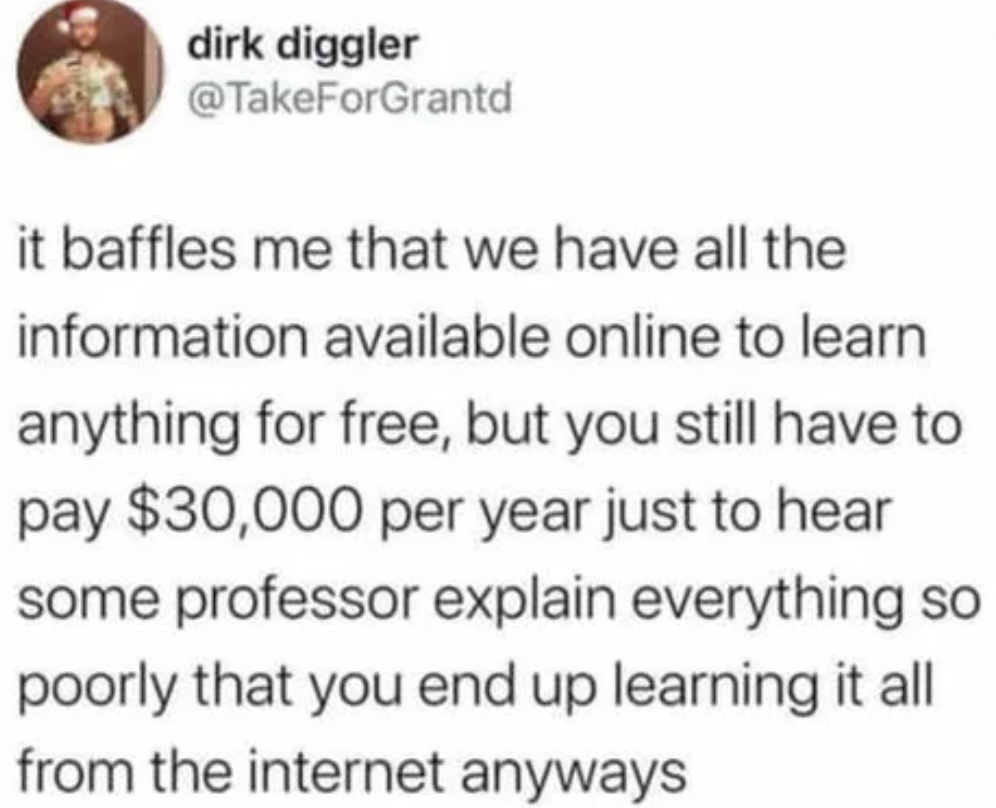 dirk diggler
@TakeForGrantd
it baffles me that we have all the
information available online to learn
anything for free, but you still have to
pay $30,000 per year just to hear
some professor explain everything so
poorly that you end up learning it all
from the internet anyways